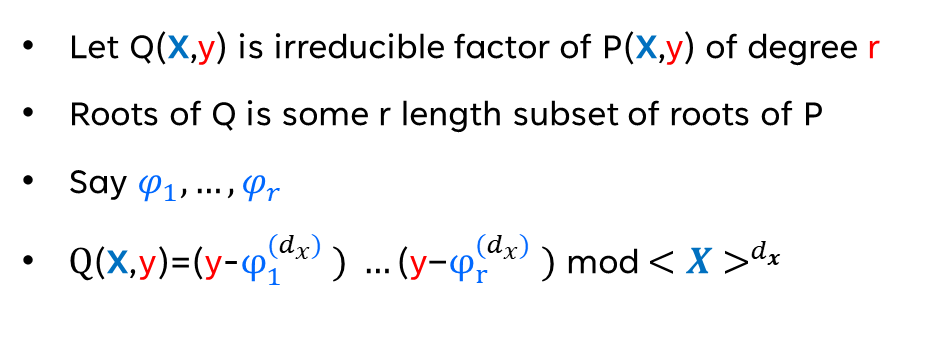 • Let Q(X,y) is irreducible factor of P(X,y) of degree r
• Roots of Q is some r length subset of roots of P
• Say φ₁, … , φᵣ
• Q(X,y)=(y-φ₁^(dₓ) ) …(y−φᵣ^(dₓ) ) mod < X >^dₓ